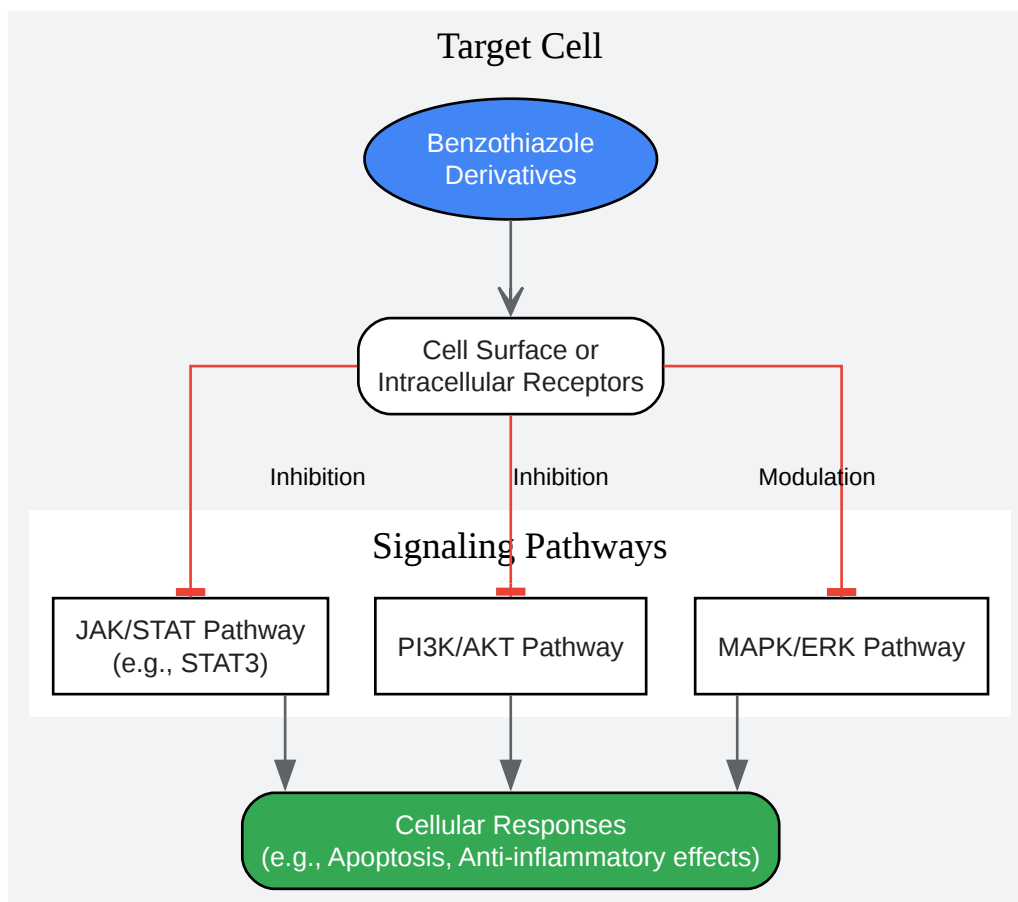 Target Cell
Benzothiazole
Derivatives
Cell Surface or
Intracellular Receptors
Inhibition
Inhibition
Modulation
Signaling Pathways
JAK/STAT Pathway
(e.g., STAT3)
PI3K/AKT Pathway
MAPK/ERK Pathway
Cellular Responses
(e.g., Apoptosis, Anti-inflammatory effects)